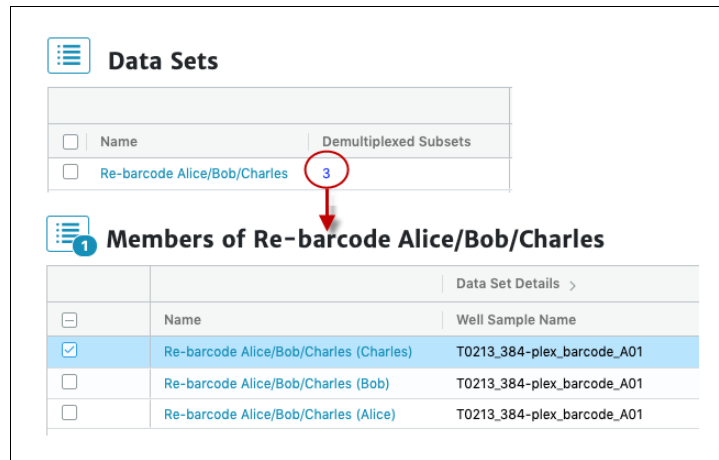 Data Sets
Name Demultiplexed Subsets
Re-barcode Alice/Bob/Charles 3
1 Members of Re-barcode Alice/Bob/Charles
Data Set Details >
Name Well Sample Name
Re-barcode Alice/Bob/Charles (Charles) T0213_384-plex_barcode_A01
Re-barcode Alice/Bob/Charles (Bob) T0213_384-plex_barcode_A01
Re-barcode Alice/Bob/Charles (Alice) T0213_384-plex_barcode_A01